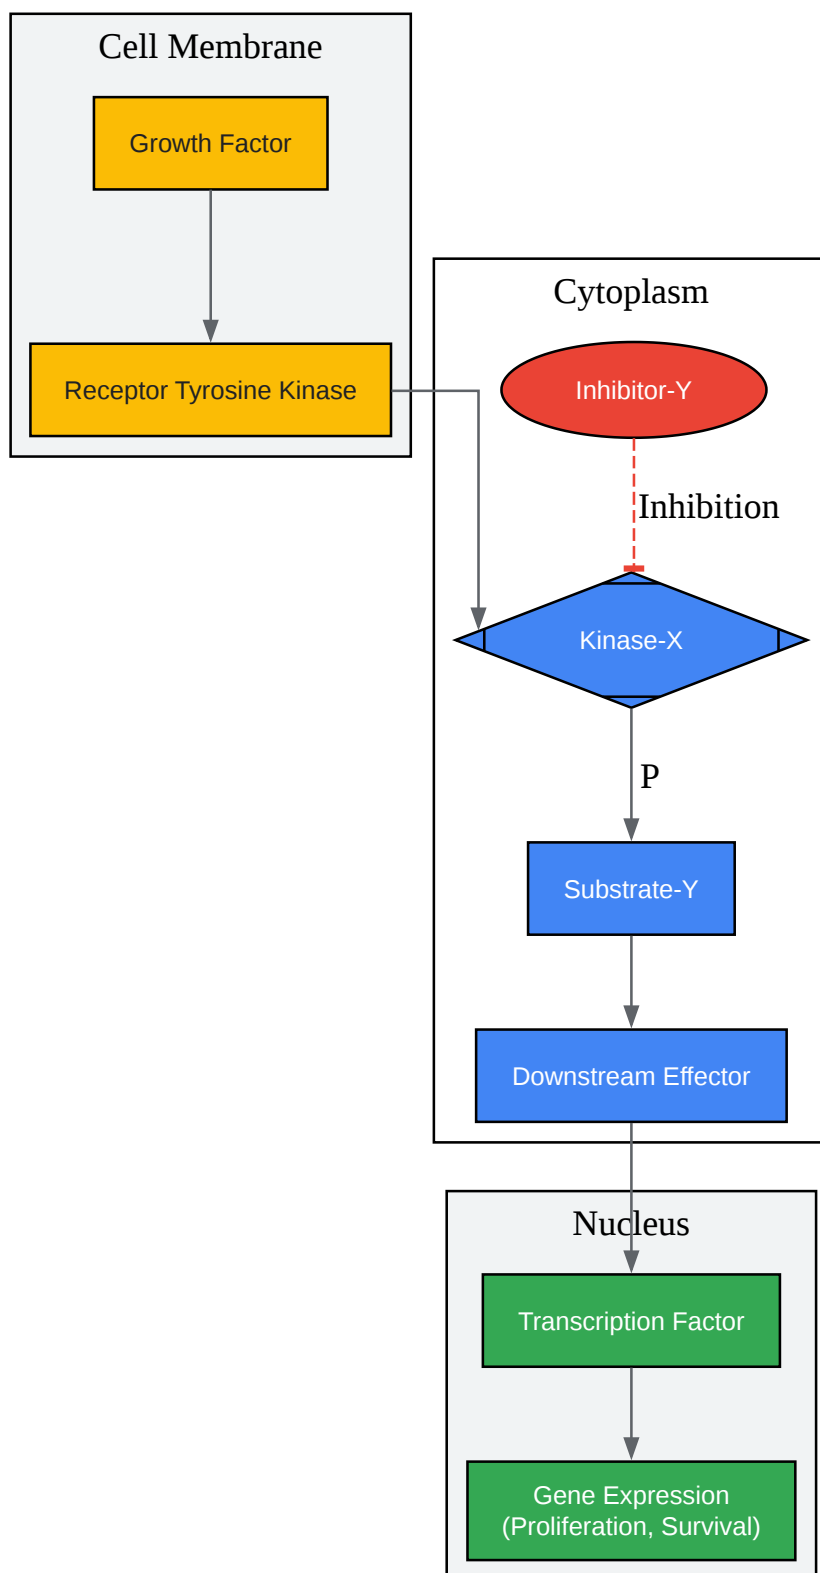 Cell Membrane
Growth Factor
Receptor Tyrosine Kinase
Cytoplasm
Inhibitor-Y
Inhibition
Kinase-X
P
Substrate-Y
Downstream Effector
Nucleus
Transcription Factor
Gene Expression
(Proliferation, Survival)